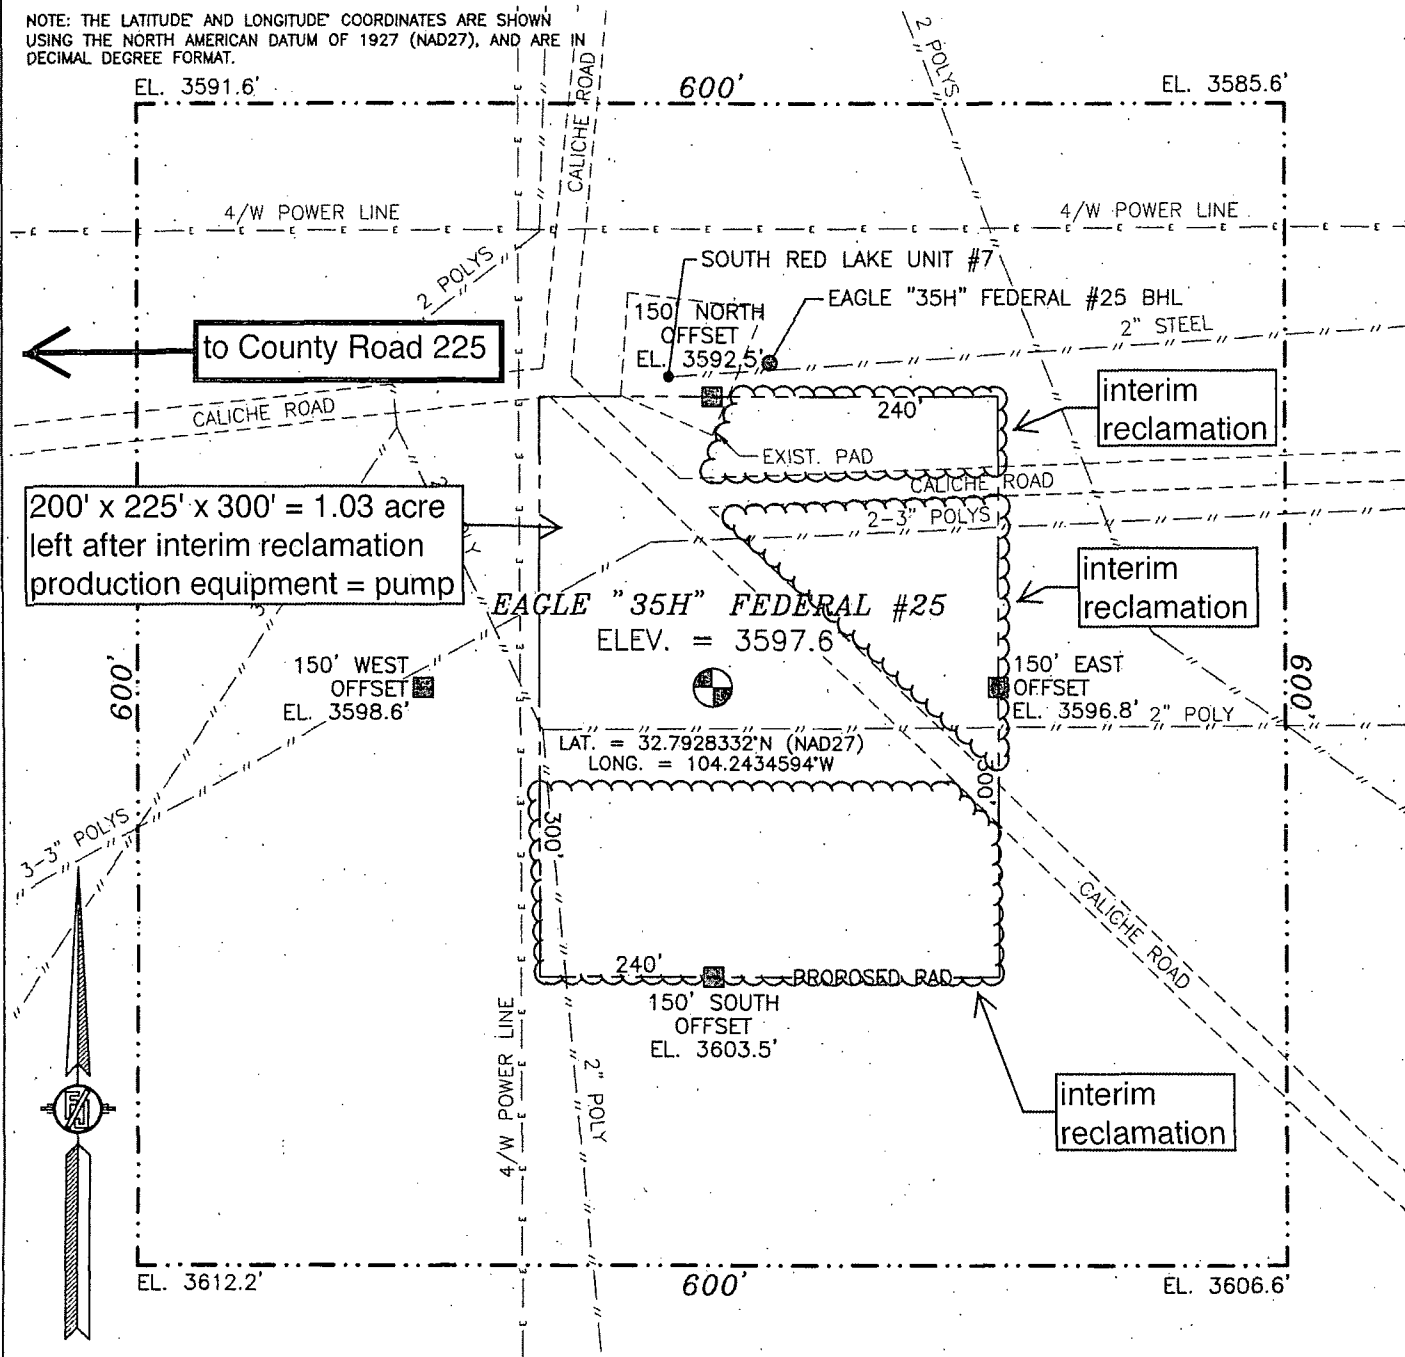 NOTE: THE LATITUDE AND LONGITUDE COORDINATES ARE SHOWN
USING THE NORTH AMERICAN DATUM OF 1927 (NAD27), AND ARE IN
DECIMAL DEGREE FORMAT.
EL. 3591.6'
600'
EL. 3585.6'
2 POLYS
CALICHE ROAD
4/W POWER LINE
4/W POWER LINE
2 POLYS
SOUTH RED LAKE UNIT #7
EAGLE "35H" FEDERAL #25 BHL
150' NORTH
OFFSET
EL. 3592.5'
2" STEEL
to County Road 225
CALICHE ROAD
240'
interim
reclamation
EXIST. PAD
CALICHE ROAD
2-3" POLYS
200' x 225' x 300' = 1.03 acre
left after interim reclamation
production equipment = pump
interim
reclamation
EAGLE "35H" FEDERAL #25
ELEV. = 3597.6'
600'
150' WEST
OFFSET
EL. 3598.6'
150' EAST
OFFSET
EL. 3596.8'
2" POLY
600'
LAT. = 32.7928332°N (NAD27)
LONG. = 104.2434594°W
300'
300'
3-3" POLYS
CALICHE ROAD
240'
PROPOSED PAD
150' SOUTH
OFFSET
EL. 3603.5'
4/W POWER LINE
2" POLY
interim
reclamation
EL. 3612.2'
600'
EL. 3606.6'